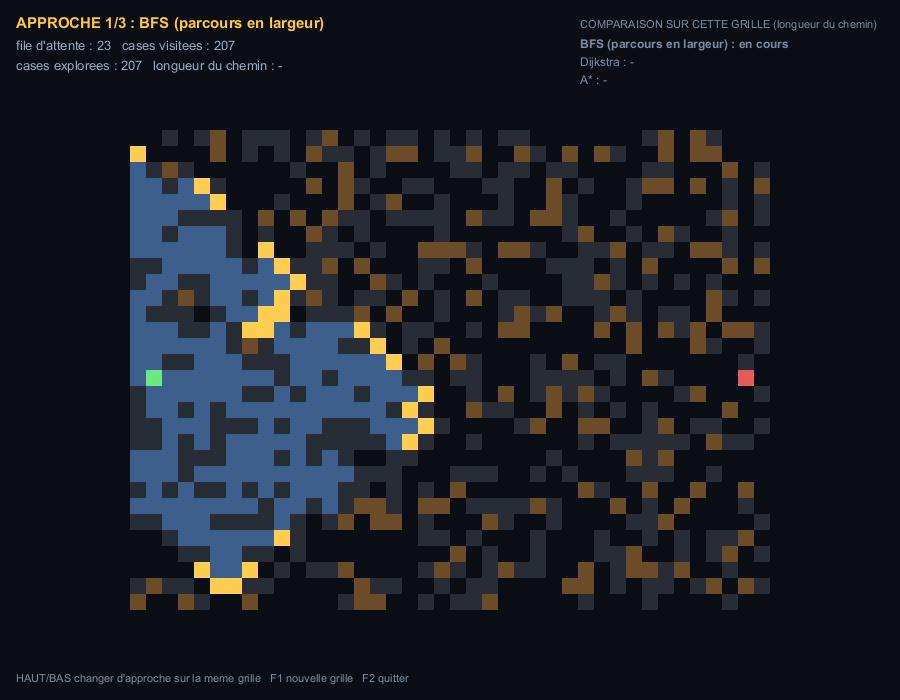 APPROCHE 1/3 : BFS (parcours en largeur)
file d'attente : 23   cases visitees : 207
cases explorees : 207   longueur du chemin : -
COMPARAISON SUR CETTE GRILLE (longueur du chemin)
BFS (parcours en largeur) : en cours
Dijkstra : -
A* : -
HAUT/BAS changer d'approche sur la meme grille   F1 nouvelle grille   F2 quitter